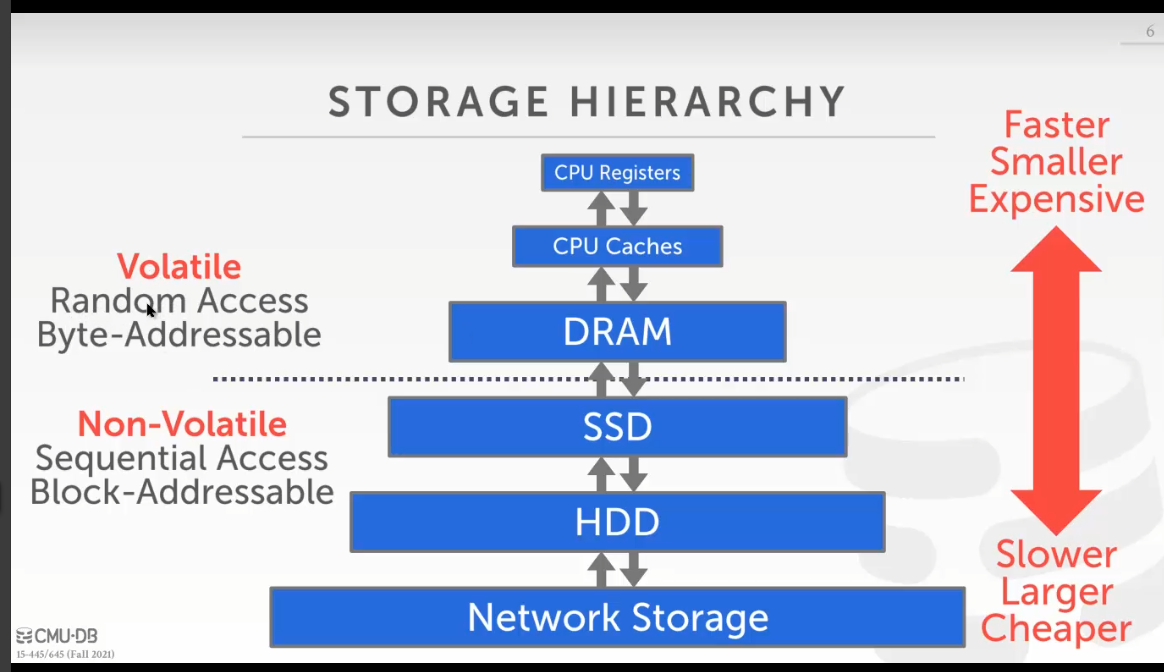 6
STORAGE HIERARCHY
Faster
Smaller
Expensive
CPU Registers
CPU Caches
Volatile
Random Access
Byte-Addressable
DRAM
Non-Volatile
Sequential Access
Block-Addressable
SSD
HDD
Slower
Larger
Cheaper
Network Storage
CMU·DB
15-445/645 (Fall 2021)